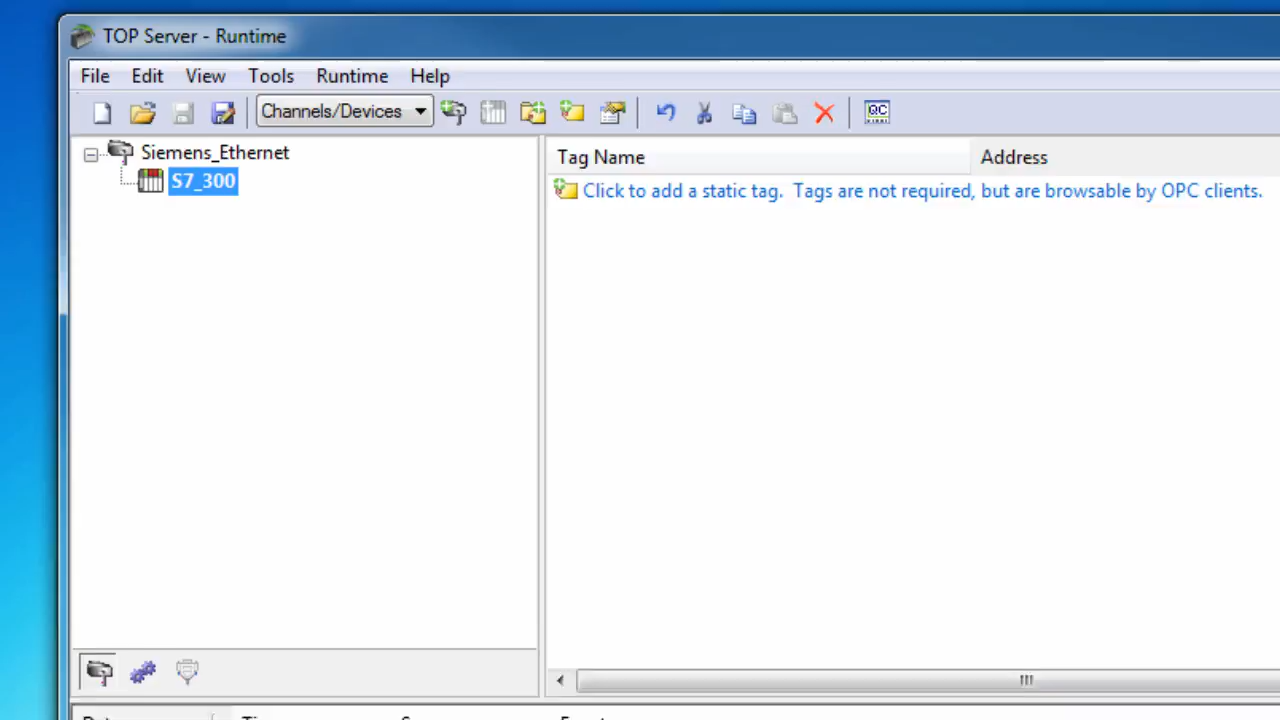 TOP Server - Runtime
File Edit View Tools Runtime Help
Channels/Devices
Siemens_Ethernet
S7_300
Tag Name Address
Click to add a static tag. Tags are not required, but are browsable by OPC clients.